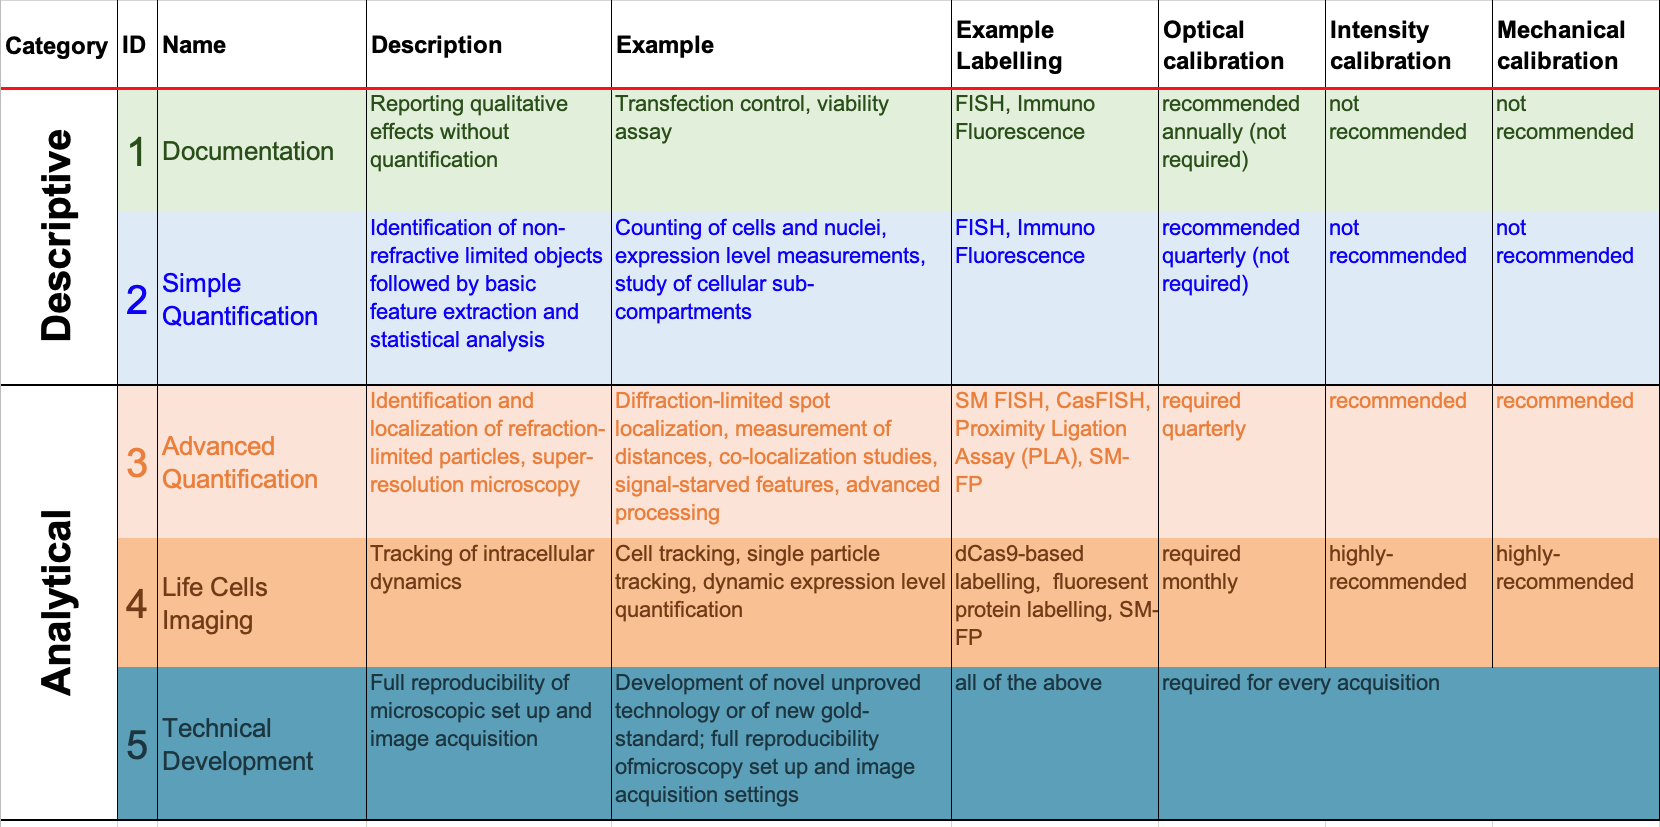 Category
ID
Name
Description
Example
Example
Labelling
Optical
calibration
Intensity
calibration
Mechanical
calibration
Descriptive
1
Documentation
Reporting qualitative
effects without
quantification
Transfection control, viability
assay
FISH, Immuno
Fluorescence
recommended
annually (not
required)
not
recommended
not
recommended
2
Simple
Quantification
Identification of non-
refractive limited objects
followed by basic
feature extraction and
statistical analysis
Counting of cells and nuclei,
expression level measurements,
study of cellular sub-
compartments
FISH, Immuno
Fluorescence
recommended
quarterly (not
required)
not
recommended
not
recommended
Analytical
3
Advanced
Quantification
Identification and
localization of refraction-
limited particles, super-
resolution microscopy
Diffraction-limited spot
localization, measurement of
distances, co-localization studies,
signal-starved features, advanced
processing
SM FISH, CasFISH,
Proximity Ligation
Assay (PLA), SM-
FP
required
quarterly
recommended
recommended
4
Life Cells
Imaging
Tracking of intracellular
dynamics
Cell tracking, single particle
tracking, dynamic expression level
quantification
dCas9-based
labelling,  fluoresent
protein labelling, SM-
FP
required
monthly
highly-
recommended
highly-
recommended
5
Technical
Development
Full reproducibility of
microscopic set up and
image acquisition
Development of novel unproved
technology or of new gold-
standard; full reproducibility
ofmicroscopy set up and image
acquisition settings
all of the above
required for every acquisition